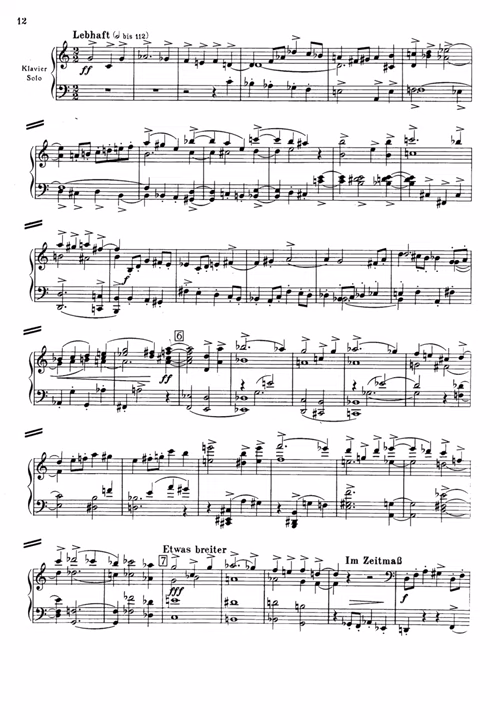 12
Lebhaft (𝅗𝅥 bis 112)
Klavier
Solo
ff
f
6
ff
Etwas breiter
7
fff
Im Zeitmaß
f